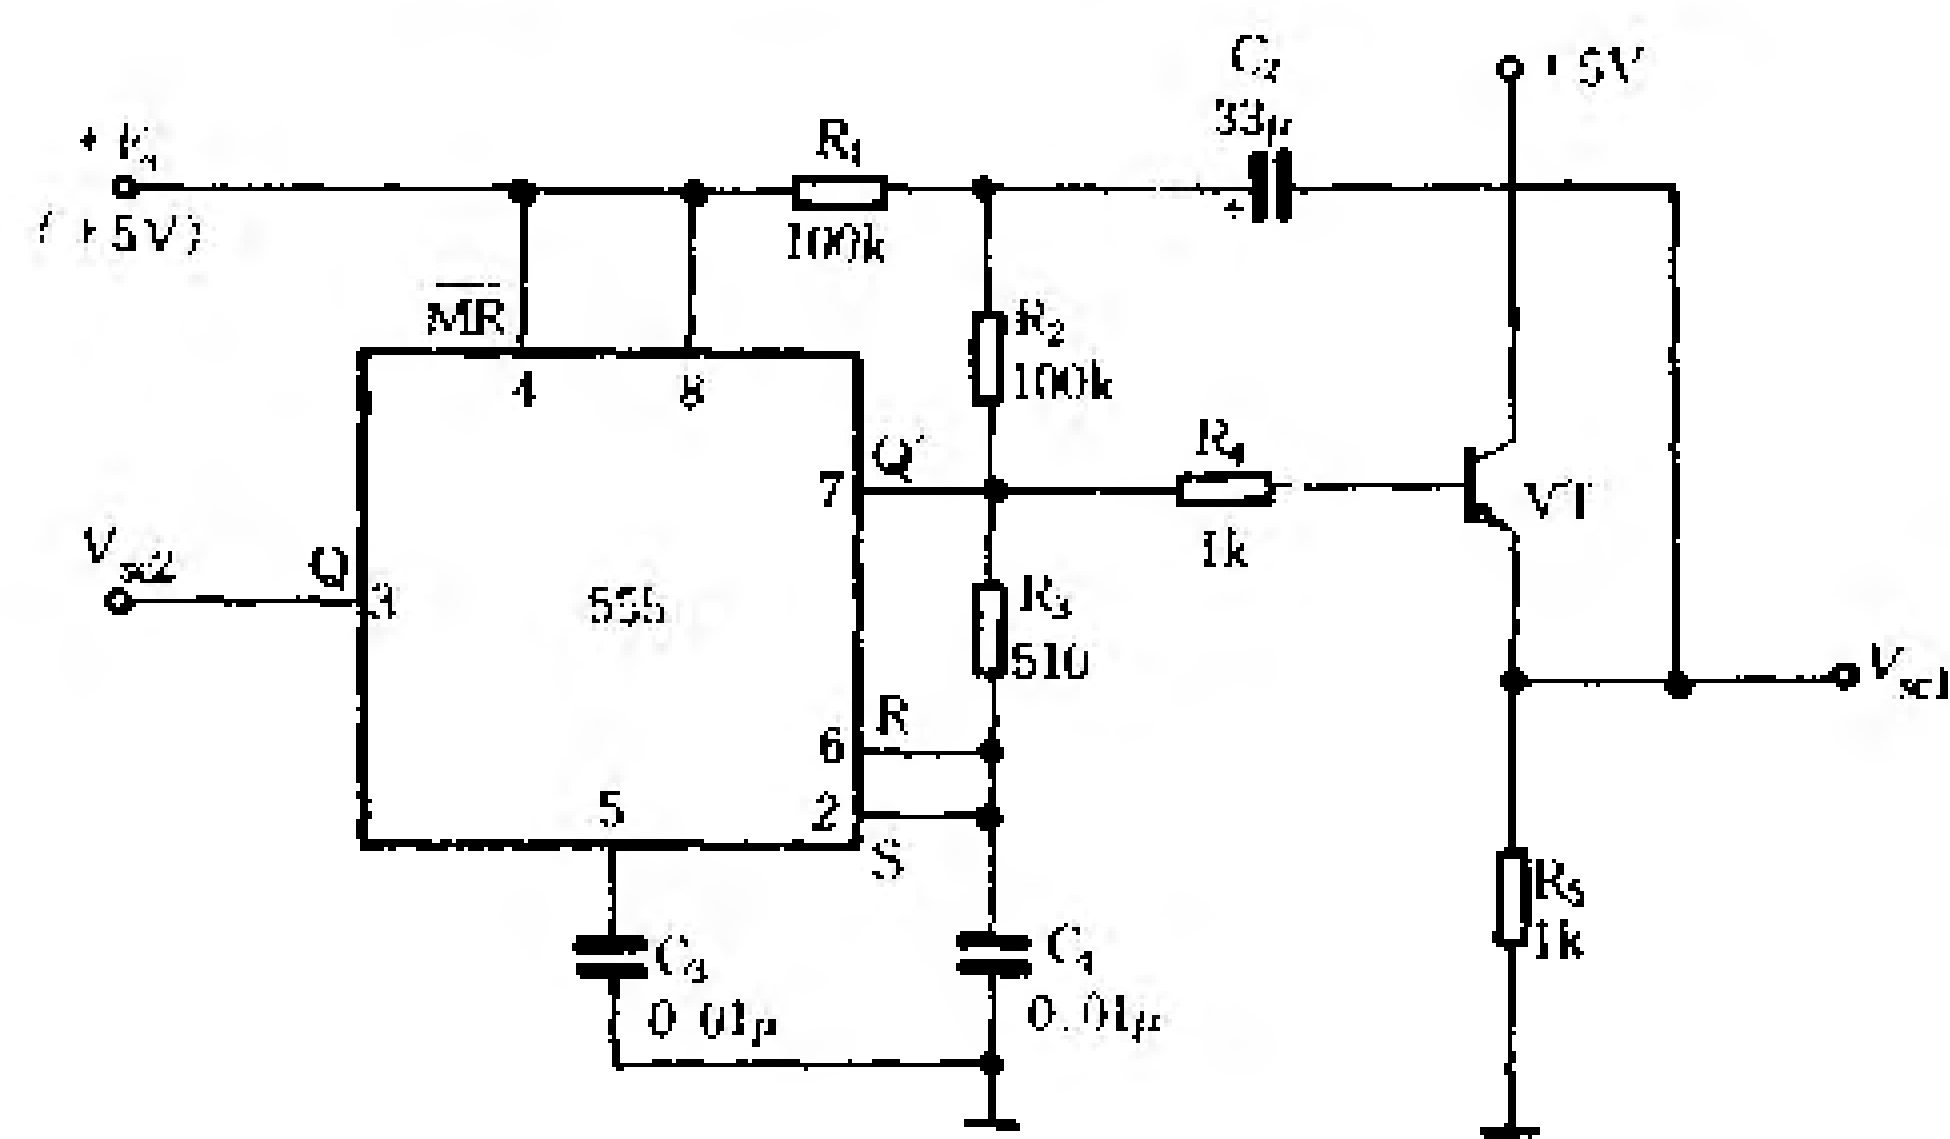 C₂
33μ
(+5V)
R₁
100k
MR
4
8
R₂
100k
7
Q'
R₄
1k
VT
Q
3
555
R₃
510
6
R
2
S
5
C₃
0.01μ
C₁
0.01μ
R₅
1k